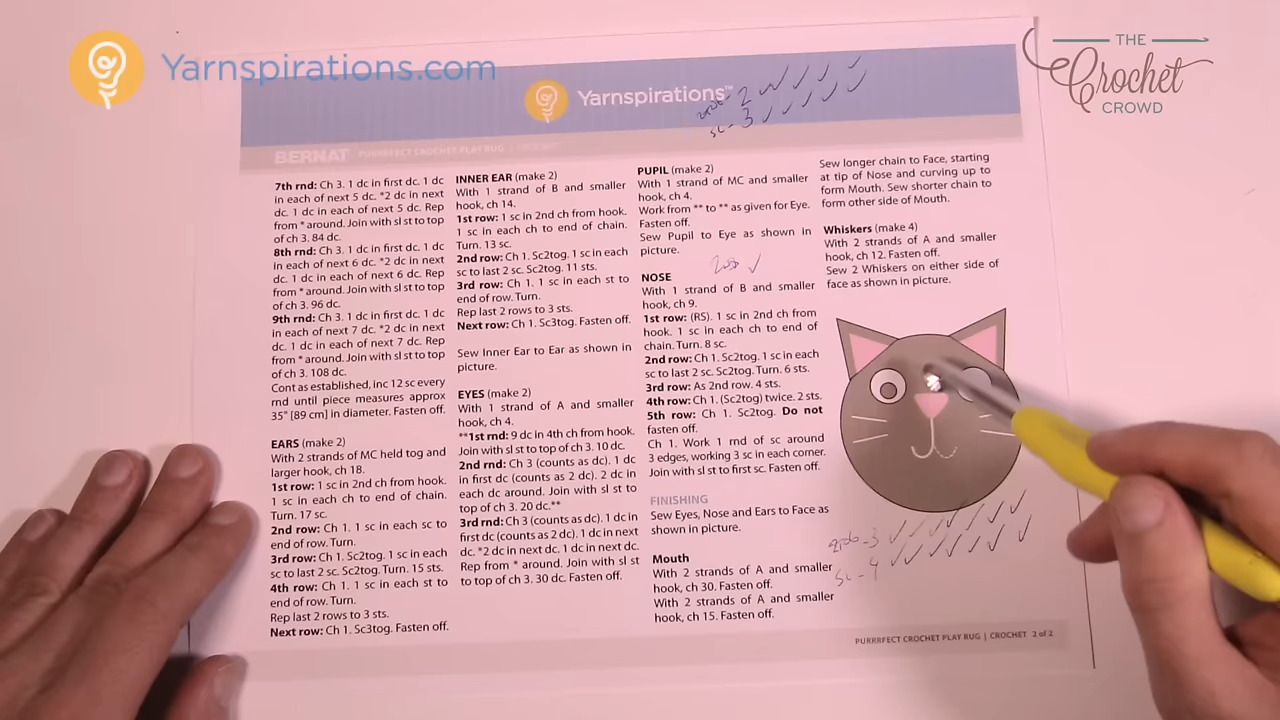 Yarnspirations.com
THE
Crochet
CROWD
Yarnspirations™
2
sc - 3
BERNAT PURRRFECT CROCHET PLAY RUG | CROCHET
7th rnd: Ch 3. 1 dc in first dc. 1 dc
in each of next 5 dc. *2 dc in next
dc. 1 dc in each of next 5 dc. Rep
from * around. Join with sl st to top
of ch 3. 84 dc.
8th rnd: Ch 3. 1 dc in first dc. 1 dc
in each of next 6 dc. *2 dc in next
dc. 1 dc in each of next 6 dc. Rep
from * around. Join with sl st to top
of ch 3. 96 dc.
9th rnd: Ch 3. 1 dc in first dc. 1 dc
in each of next 7 dc. *2 dc in next
dc. 1 dc in each of next 7 dc. Rep
from * around. Join with sl st to top
of ch 3. 108 dc.
Cont as established, inc 12 sc every
rnd until piece measures approx
35" [89 cm] in diameter. Fasten off.
EARS (make 2)
With 2 strands of MC held tog and
larger hook, ch 18.
1st row: 1 sc in 2nd ch from hook.
1 sc in each ch to end of chain.
Turn. 17 sc.
2nd row: Ch 1. 1 sc in each sc to
end of row. Turn.
3rd row: Ch 1. Sc2tog. 1 sc in each
sc to last 2 sc. Sc2tog. Turn. 15 sts.
4th row: Ch 1. 1 sc in each st to
end of row. Turn.
Rep last 2 rows to 3 sts.
Next row: Ch 1. Sc3tog. Fasten off.
INNER EAR (make 2)
With 1 strand of B and smaller
hook, ch 14.
1st row: 1 sc in 2nd ch from hook.
1 sc in each ch to end of chain.
Turn. 13 sc.
2nd row: Ch 1. Sc2tog. 1 sc in each
sc to last 2 sc. Sc2tog. 11 sts.
3rd row: Ch 1. 1 sc in each st to
end of row. Turn.
Rep last 2 rows to 3 sts.
Next row: Ch 1. Sc3tog. Fasten off.
Sew Inner Ear to Ear as shown in
picture.
EYES (make 2)
With 1 strand of A and smaller
hook, ch 4.
**1st rnd: 9 dc in 4th ch from hook.
Join with sl st to top of ch 3. 10 dc.
2nd rnd: Ch 3 (counts as dc). 1 dc
in first dc (counts as 2 dc). 2 dc in
each dc around. Join with sl st to
top of ch 3. 20 dc.**
3rd rnd: Ch 3 (counts as dc). 1 dc in
first dc (counts as 2 dc). 1 dc in next
dc. *2 dc in next dc. 1 dc in next dc.
Rep from * around. Join with sl st
to top of ch 3. 30 dc. Fasten off.
PUPIL (make 2)
With 1 strand of MC and smaller
hook, ch 4.
Work from ** to ** as given for Eye.
Fasten off.
Sew Pupil to Eye as shown in
picture.
NOSE
With 1 strand of B and smaller
hook, ch 9.
1st row: (RS). 1 sc in 2nd ch from
hook. 1 sc in each ch to end of
chain. Turn. 8 sc.
2nd row: Ch 1. Sc2tog. 1 sc in each
sc to last 2 sc. Sc2tog. Turn. 6 sts.
3rd row: As 2nd row. 4 sts.
4th row: Ch 1. (Sc2tog) twice. 2 sts.
5th row: Ch 1. Sc2tog. Do not
fasten off.
Ch 1. Work 1 rnd of sc around
3 edges, working 3 sc in each corner.
Join with sl st to first sc. Fasten off.
FINISHING
Sew Eyes, Nose and Ears to Face as
shown in picture.
Mouth
With 2 strands of A and smaller
hook, ch 30. Fasten off.
With 2 strands of A and smaller
hook, ch 15. Fasten off.
Sew longer chain to Face, starting
at tip of Nose and curving up to
form Mouth. Sew shorter chain to
form other side of Mouth.
Whiskers (make 4)
With 2 strands of A and smaller
hook, ch 12. Fasten off.
Sew 2 Whiskers on either side of
face as shown in picture.
3
sc - 4
PURRRFECT CROCHET PLAY RUG | CROCHET 2 of 2